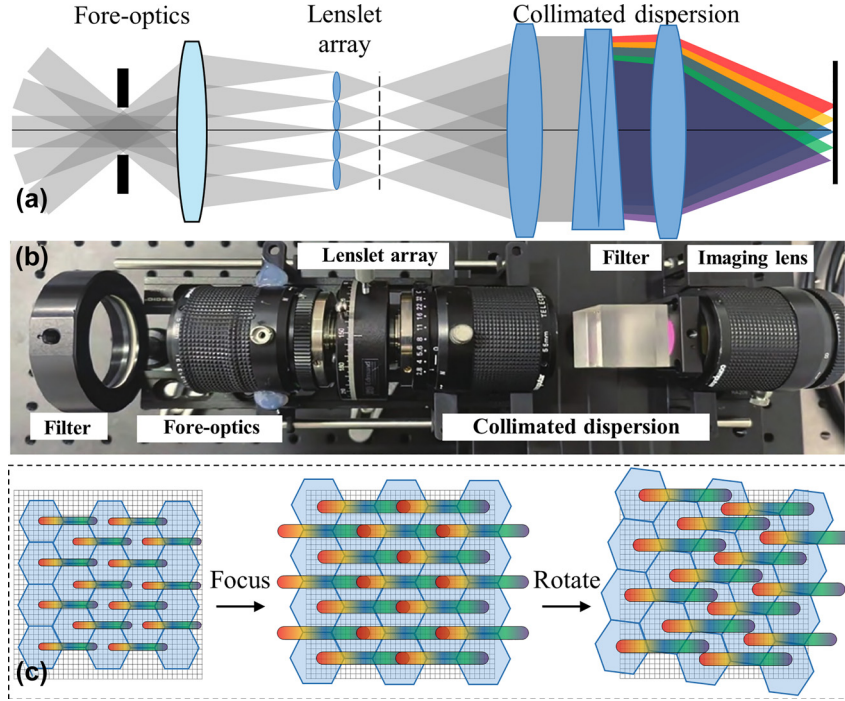 Fore-optics
Lenslet
array
Collimated dispersion
(a)
(b)
Lenslet array
Filter
Imaging lens
Filter
Fore-optics
Collimated dispersion
Focus
Rotate
(c)